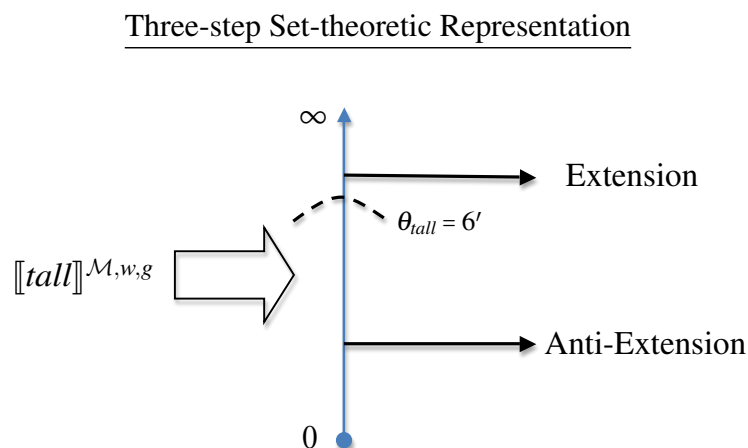 Three-step Set-theoretic Representation
∞
Extension
θtall = 6′
⟦tall⟧ℳ,w,g
Anti-Extension
0